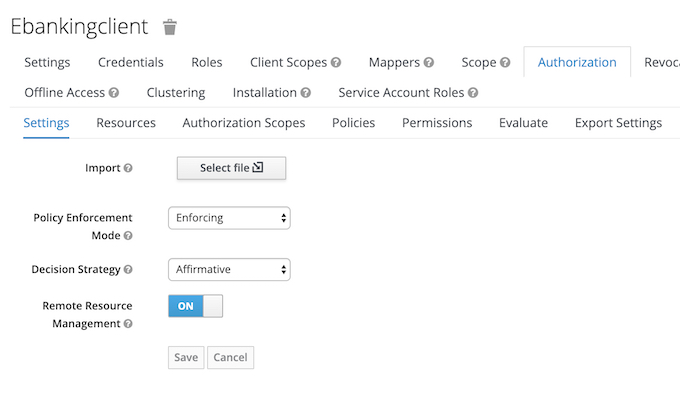 Ebankingclient
Settings Credentials Roles Client Scopes Mappers Scope Authorization Revoca
Offline Access Clustering Installation Service Account Roles
Settings Resources Authorization Scopes Policies Permissions Evaluate Export Settings
Import Select file
Policy Enforcement
Mode
Enforcing
Decision Strategy Affirmative
Remote Resource
Management
ON
Save Cancel